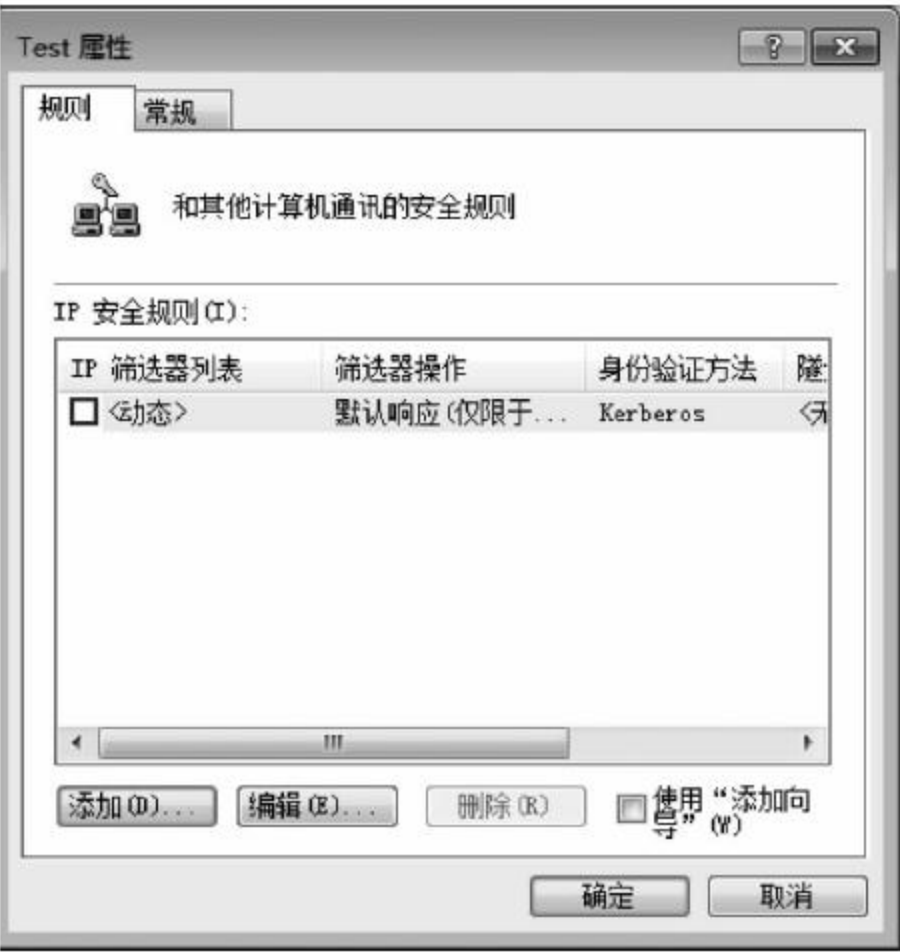 Test 属性
规则 常规
和其他计算机通讯的安全规则
IP 安全规则(I):
IP 筛选器列表 筛选器操作 身份验证方法 隧
<动态> 默认响应(仅限于... Kerberos <无
添加(D)... 编辑(E)... 删除(R) 使用“添加向
导”(W)
确定 取消